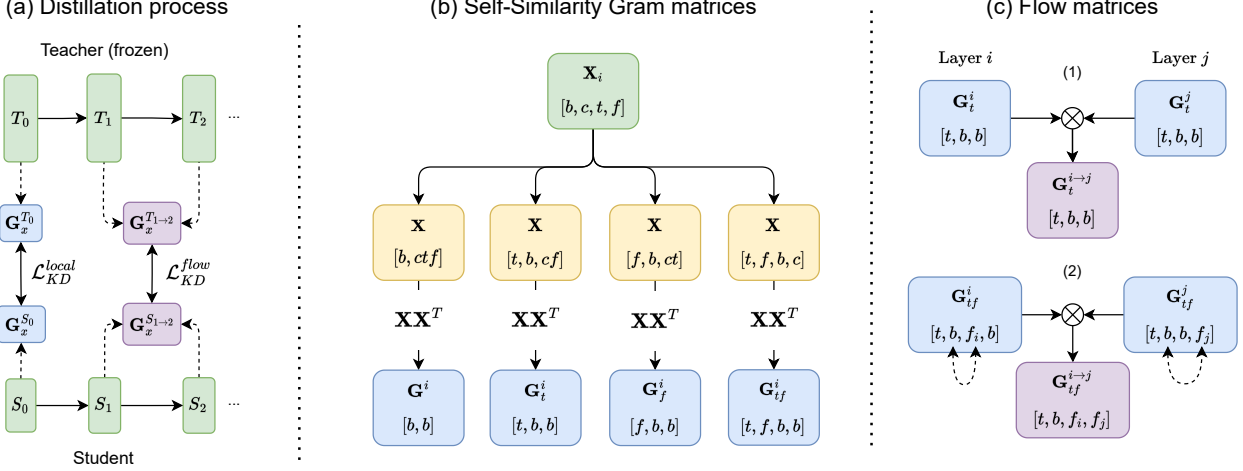 (a) Distillation process
Teacher (frozen)
T_0
T_1
T_2
...
G_x^{T_0}
G_x^{T_{1→2}}
L_{KD}^{local}
L_{KD}^{flow}
G_x^{S_0}
G_x^{S_{1→2}}
S_0
S_1
S_2
...
Student
(b) Self-Similarity Gram matrices
X_i
[b, c, t, f]
X
[b, ctf]
X
[t, b, cf]
X
[f, b, ct]
X
[t, f, b, c]
XX^T
XX^T
XX^T
XX^T
G^i
[b, b]
G_t^i
[t, b, b]
G_f^i
[f, b, b]
G_{tf}^i
[t, f, b, b]
(c) Flow matrices
Layer i
(1)
Layer j
G_t^i
[t, b, b]
G_t^j
[t, b, b]
G_t^{i→j}
[t, b, b]
(2)
G_{tf}^i
[t, b, f_i, b]
G_{tf}^j
[t, b, b, f_j]
G_{tf}^{i→j}
[t, b, f_i, f_j]